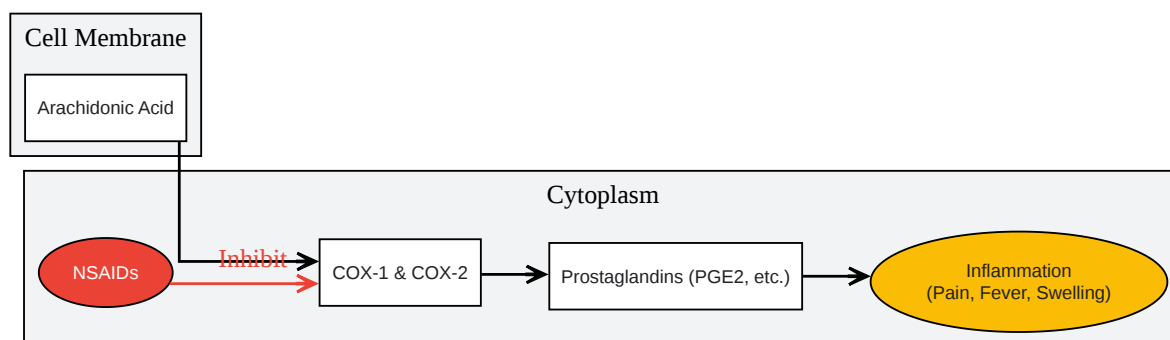 Cell Membrane
Arachidonic Acid
Cytoplasm
Inhibit
NSAIDs
COX-1 & COX-2
Prostaglandins (PGE2, etc.)
Inflammation
(Pain, Fever, Swelling)